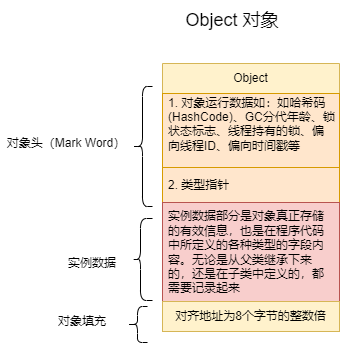 Object 对象
Object
对象头（Mark Word）
1. 对象运行数据如：如哈希码
(HashCode)、GC分代年龄、锁
状态标志、线程持有的锁、偏
向线程ID、偏向时间戳等
2. 类型指针
实例数据
实例数据部分是对象真正存储
的有效信息，也是在程序代码
中所定义的各种类型的字段内
容。无论是从父类继承下来
的，还是在子类中定义的，都
需要记录起来
对象填充
对齐地址为8个字节的整数倍